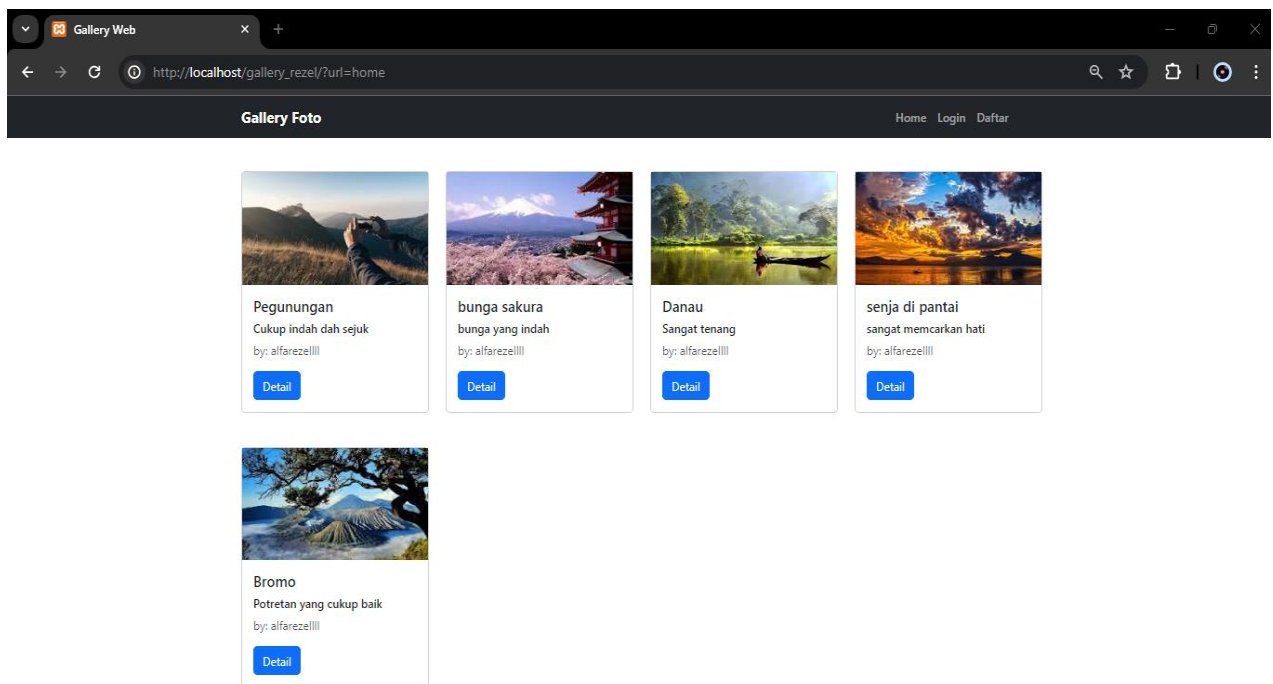 Gallery Web
http://localhost/gallery_rezel/?url=home
Gallery Foto
Home Login Daftar
Pegunungan
Cukup indah dah sejuk
by: alfarezellll
Detail
bunga sakura
bunga yang indah
by: alfarezellll
Detail
Danau
Sangat tenang
by: alfarezellll
Detail
senja di pantai
sangat memcarkan hati
by: alfarezellll
Detail
Bromo
Potretan yang cukup baik
by: alfarezellll
Detail